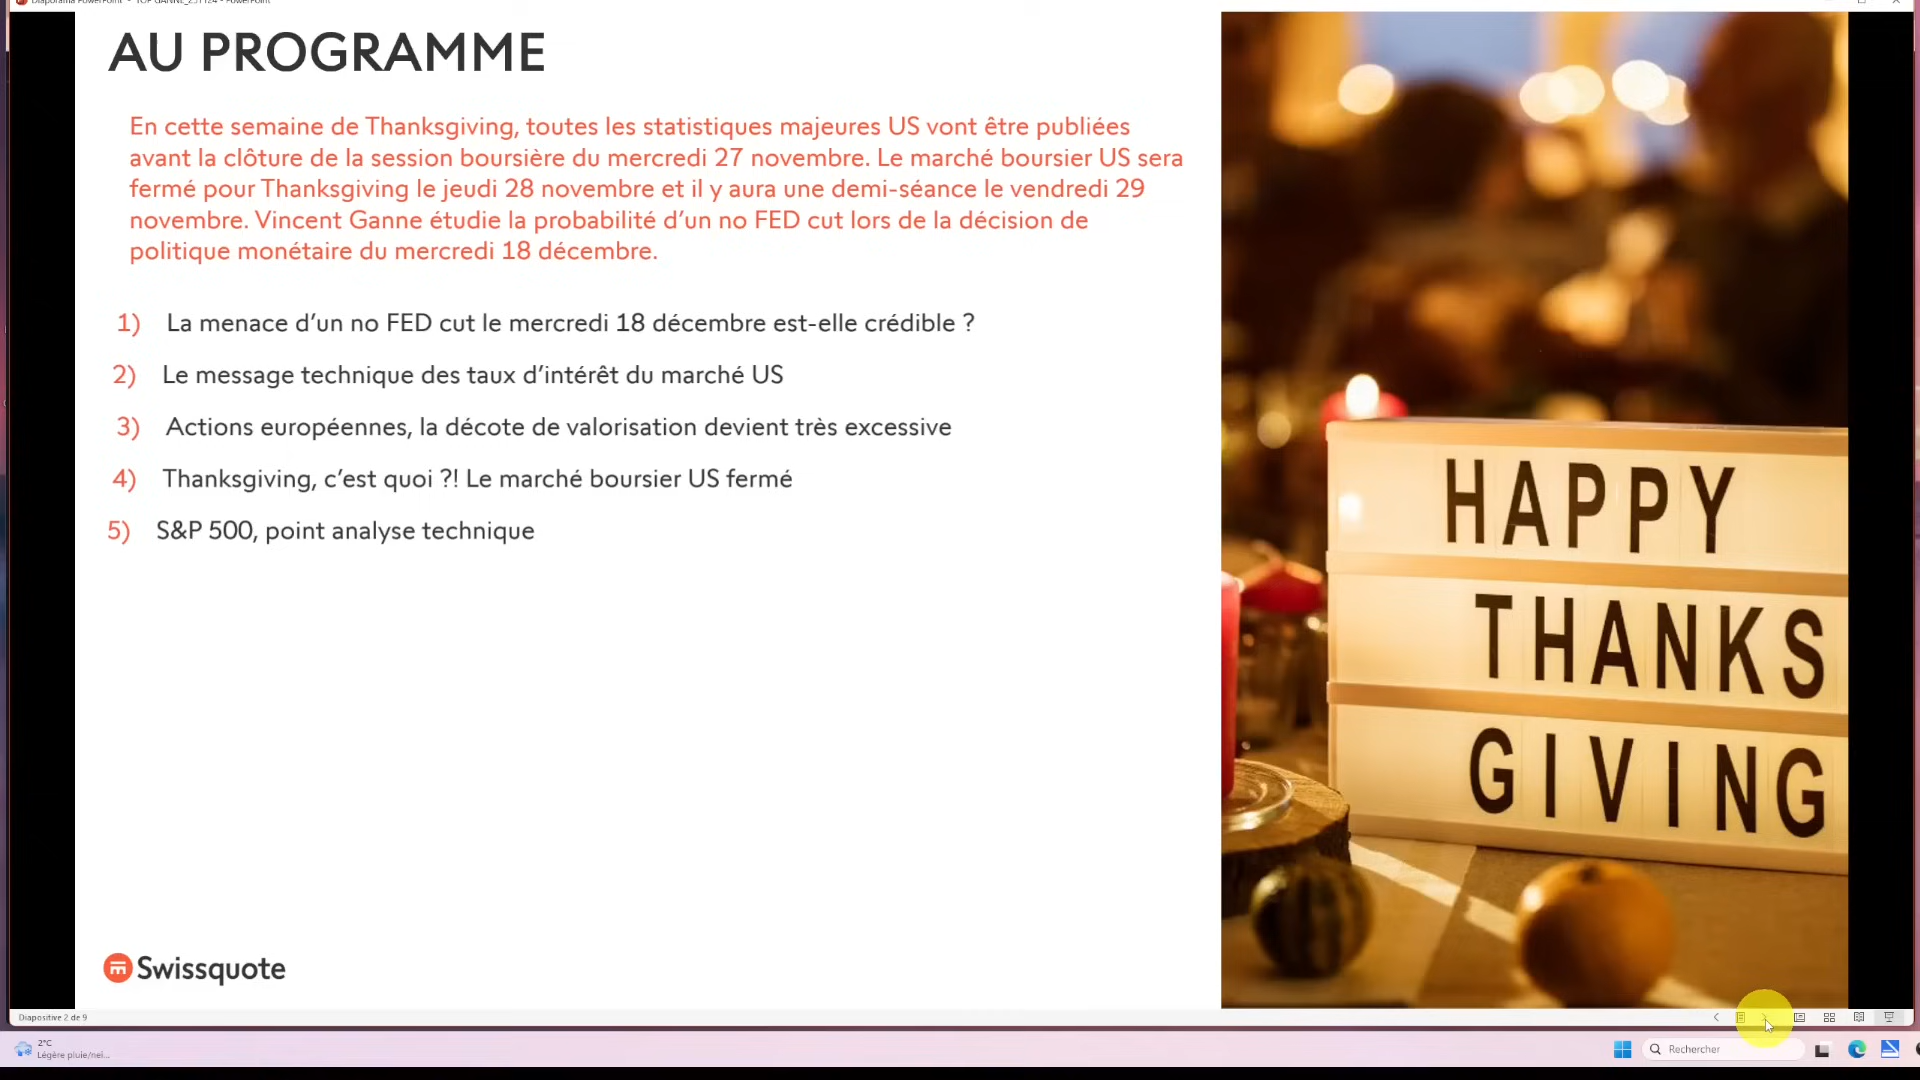 AU PROGRAMME
En cette semaine de Thanksgiving, toutes les statistiques majeures US vont être publiées
avant la clôture de la session boursière du mercredi 27 novembre. Le marché boursier US sera
fermé pour Thanksgiving le jeudi 28 novembre et il y aura une demi-séance le vendredi 29
novembre. Vincent Ganne étudie la probabilité d’un no FED cut lors de la décision de
politique monétaire du mercredi 18 décembre.
1) La menace d’un no FED cut le mercredi 18 décembre est-elle crédible ?
2) Le message technique des taux d’intérêt du marché US
3) Actions européennes, la décote de valorisation devient très excessive
4) Thanksgiving, c’est quoi ?! Le marché boursier US fermé
5) S&P 500, point analyse technique
HAPPY
THANKS
GIVING
Swissquote
Diapositive 2 de 9
2°C
Légère pluie/nei...
Rechercher